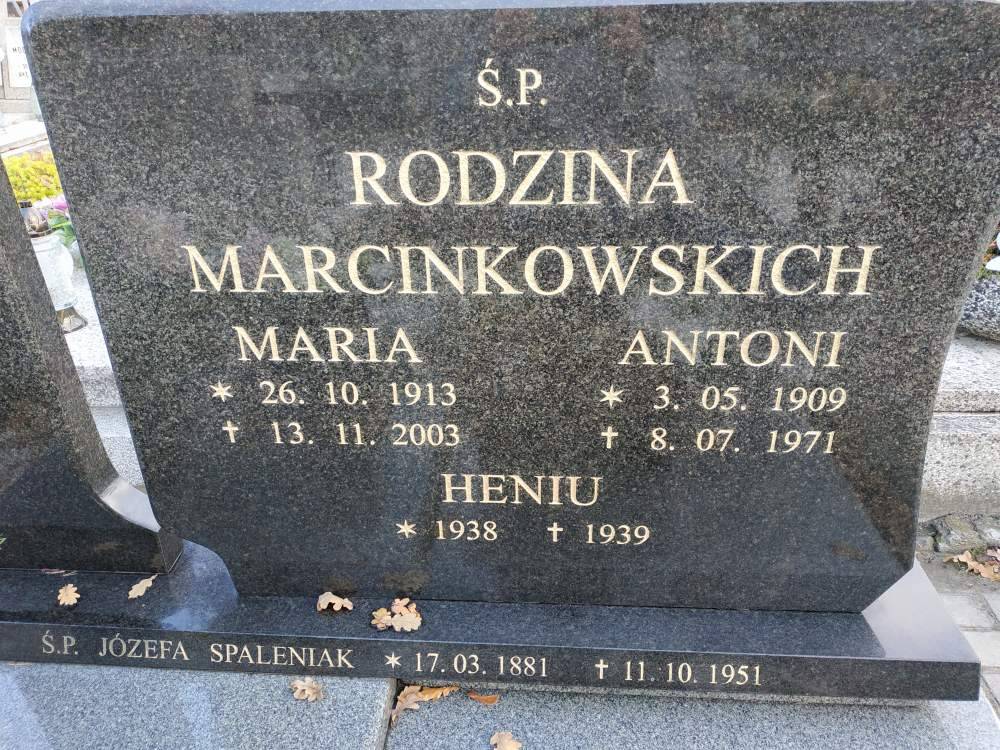 Ś.P.
RODZINA
MARCINKOWSKICH
MARIA ANTONI
✶ 26. 10. 1913 ✶ 3. 05. 1909
✝ 13. 11. 2003 ✝ 8. 07. 1971
HENIU
✶ 1938 ✝ 1939
Ś.P. JÓZEFA SPALENIAK ✶ 17. 03. 1881 ✝ 11. 10. 1951